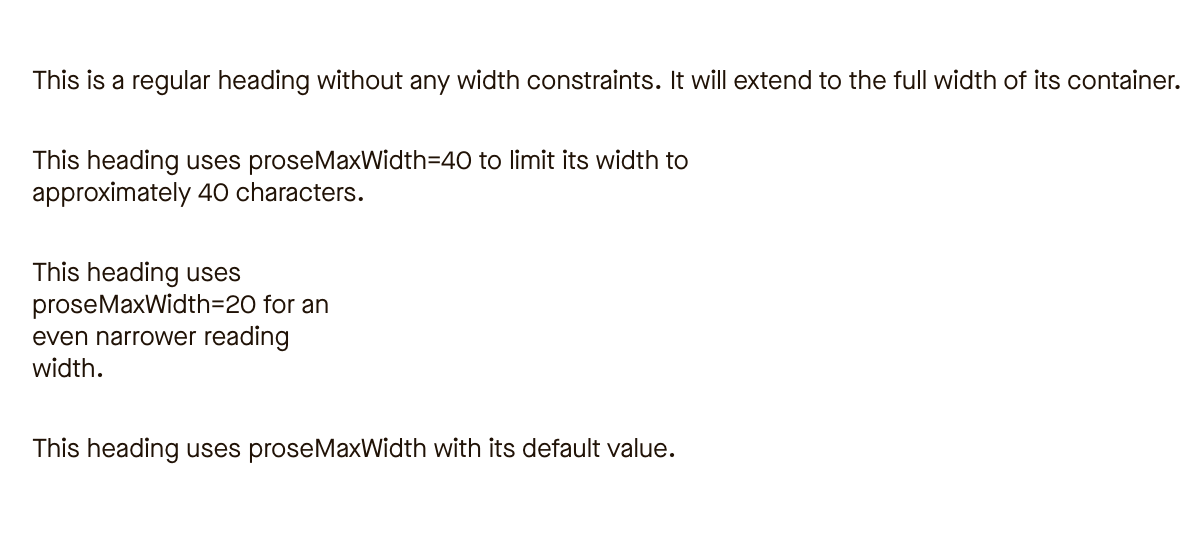 This is a regular heading without any width constraints. It will extend to the full width of its container.
This heading uses proseMaxWidth=40 to limit its width to
approximately 40 characters.
This heading uses
proseMaxWidth=20 for an
even narrower reading
width.
This heading uses proseMaxWidth with its default value.